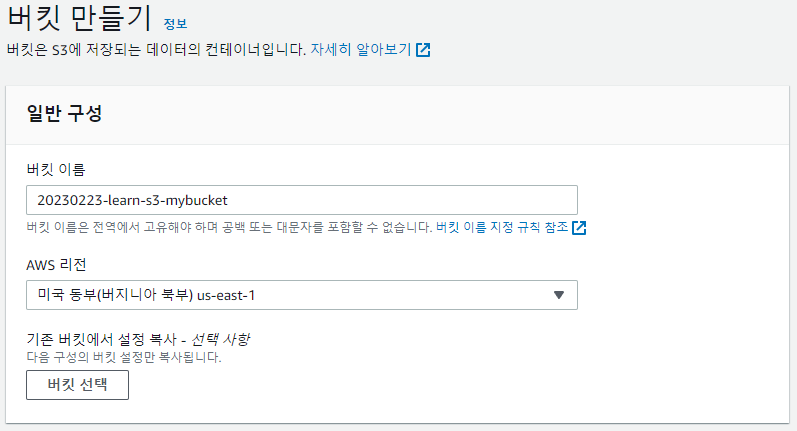 버킷 만들기 정보
버킷은 S3에 저장되는 데이터의 컨테이너입니다. 자세히 알아보기
일반 구성
버킷 이름
20230223-learn-s3-mybucket
버킷 이름은 전역에서 고유해야 하며 공백 또는 대문자를 포함할 수 없습니다. 버킷 이름 지정 규칙 참조
AWS 리전
미국 동부(버지니아 북부) us-east-1
기존 버킷에서 설정 복사 - 선택 사항
다음 구성의 버킷 설정만 복사됩니다.
버킷 선택